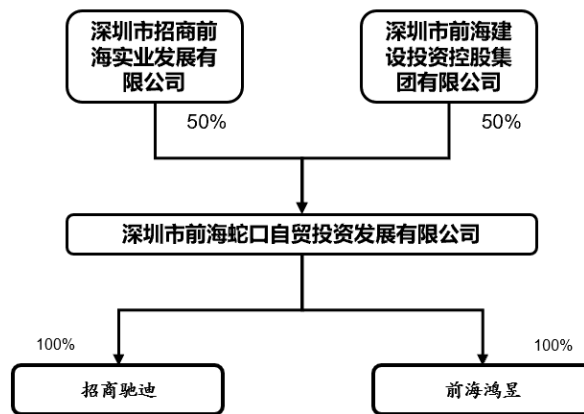 深圳市招商前
海实业发展有
限公司
深圳市前海建
设投资控股集
团有限公司
50%
50%
深圳市前海蛇口自贸投资发展有限公司
100%
100%
招商驰迪
前海鸿昱